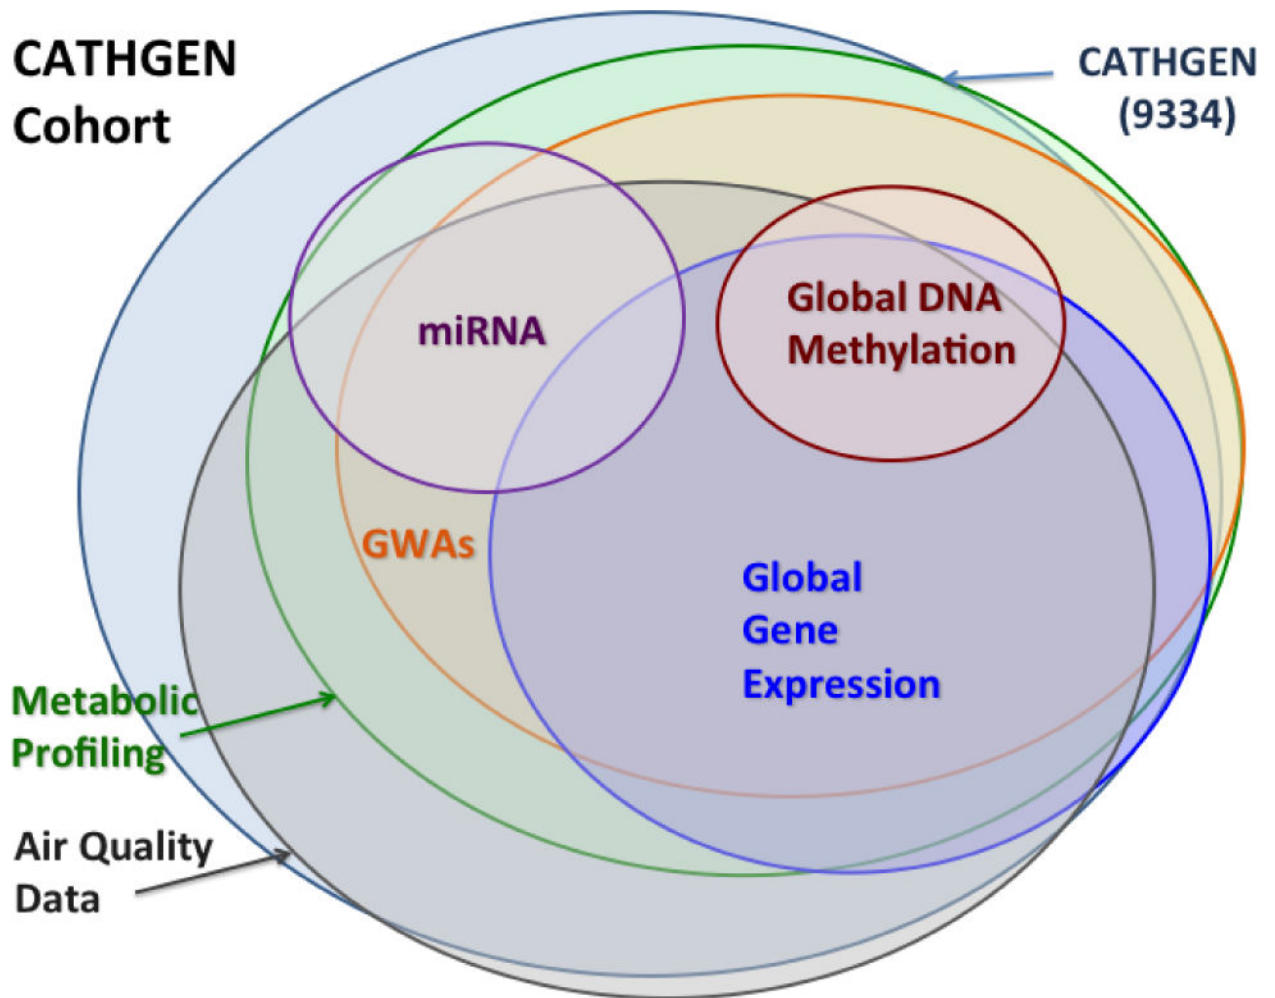 CATHGEN
Cohort
CATHGEN
(9334)
miRNA
Global DNA
Methylation
GWAs
Global
Gene
Expression
Metabolic
Profiling
Air Quality
Data